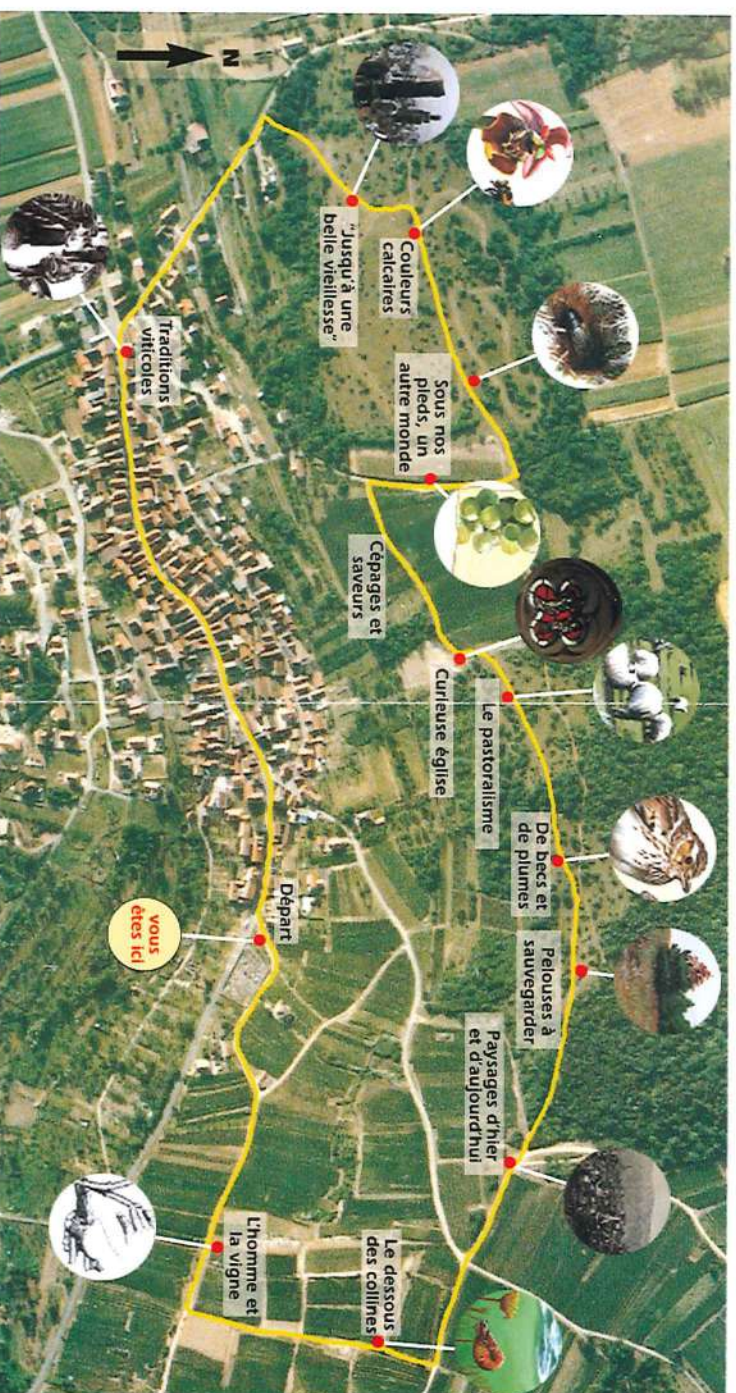 N
"Jusqu'à une
belle vieillesse"
Couleurs
calcaires
Sous nos
pieds, un
autre monde
Traditions
viticoles
Cépages et
saveurs
Curieuse église
Le pastoralisme
De becs et
de plumes
Pelouses à
sauvegarder
Départ
vous
êtes ici
Paysages d'hier
et d'aujourd'hui
Le dessous
des collines
L'homme et
la vigne